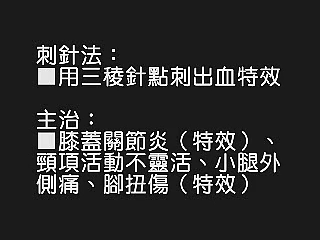 刺針法：
■用三稜針點刺出血特效
主治：
■膝蓋關節炎（特效）、
頸項活動不靈活、小腿外
側痛、腳扭傷（特效）